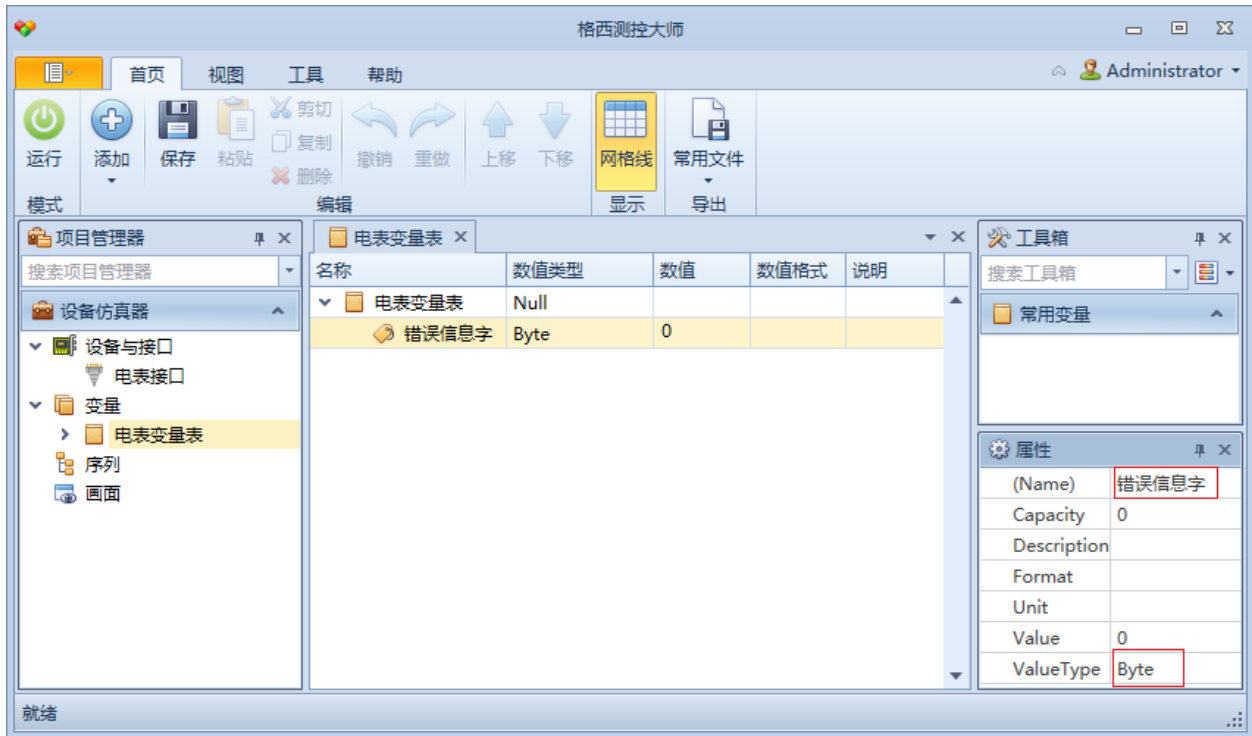 格西测控大师
首页 视图 工具 帮助 Administrator
运行 添加 保存 粘贴 剪切 复制 删除 撤销 重做 上移 下移 网格线 常用文件
模式 编辑 显示 导出
项目管理器
搜索项目管理器
设备仿真器
设备与接口
电表接口
变量
电表变量表
序列
画面
电表变量表
名称 数值类型 数值 数值格式 说明
电表变量表 Null
错误信息字 Byte 0
工具箱
搜索工具箱
常用变量
属性
(Name) 错误信息字
Capacity 0
Description
Format
Unit
Value 0
ValueType Byte
就绪